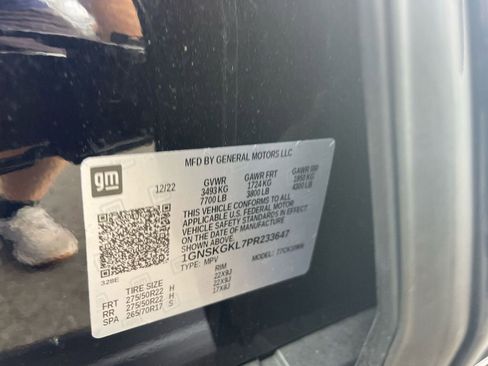 gm
MFD BY GENERAL MOTORS LLC
12/22 GVWR GAWR FRT GAWR RR
3493 KG 1724 KG 1950 KG
7700 LB 3800 LB 4300 LB
THIS VEHICLE CONFORMS TO ALL
APPLICABLE U.S. FEDERAL MOTOR
VEHICLE SAFETY STANDARDS IN EFFECT
ON THE DATE OF MANUFACTURE SHOWN ABOVE.
1GNSKGKL7PR233647
TYPE: MPV MODEL:
32BE
TIRE SIZE RIM
FRT 275/50R22 H 22X9J
RR 275/50R22 H 22X9J
SPA 265/70R17 S 17X8J